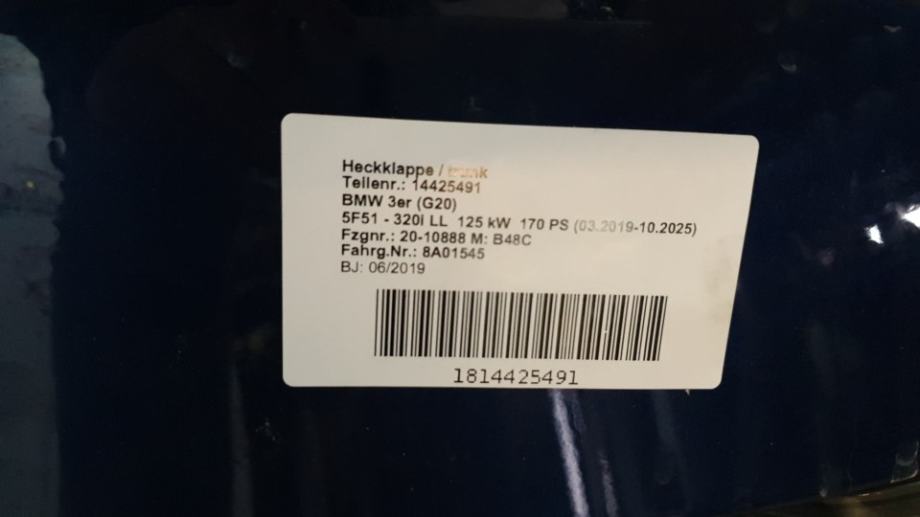 Heckklappe /
Teilenr.: 14425491
BMW 3er (G20)
5F51 - 320i LL 125 kW 170 PS (03.2019-10.2025)
Fzgnr.: 20-10888 M: B48C
Fahrg.Nr.: 8A01545
BJ: 06/2019
1814425491